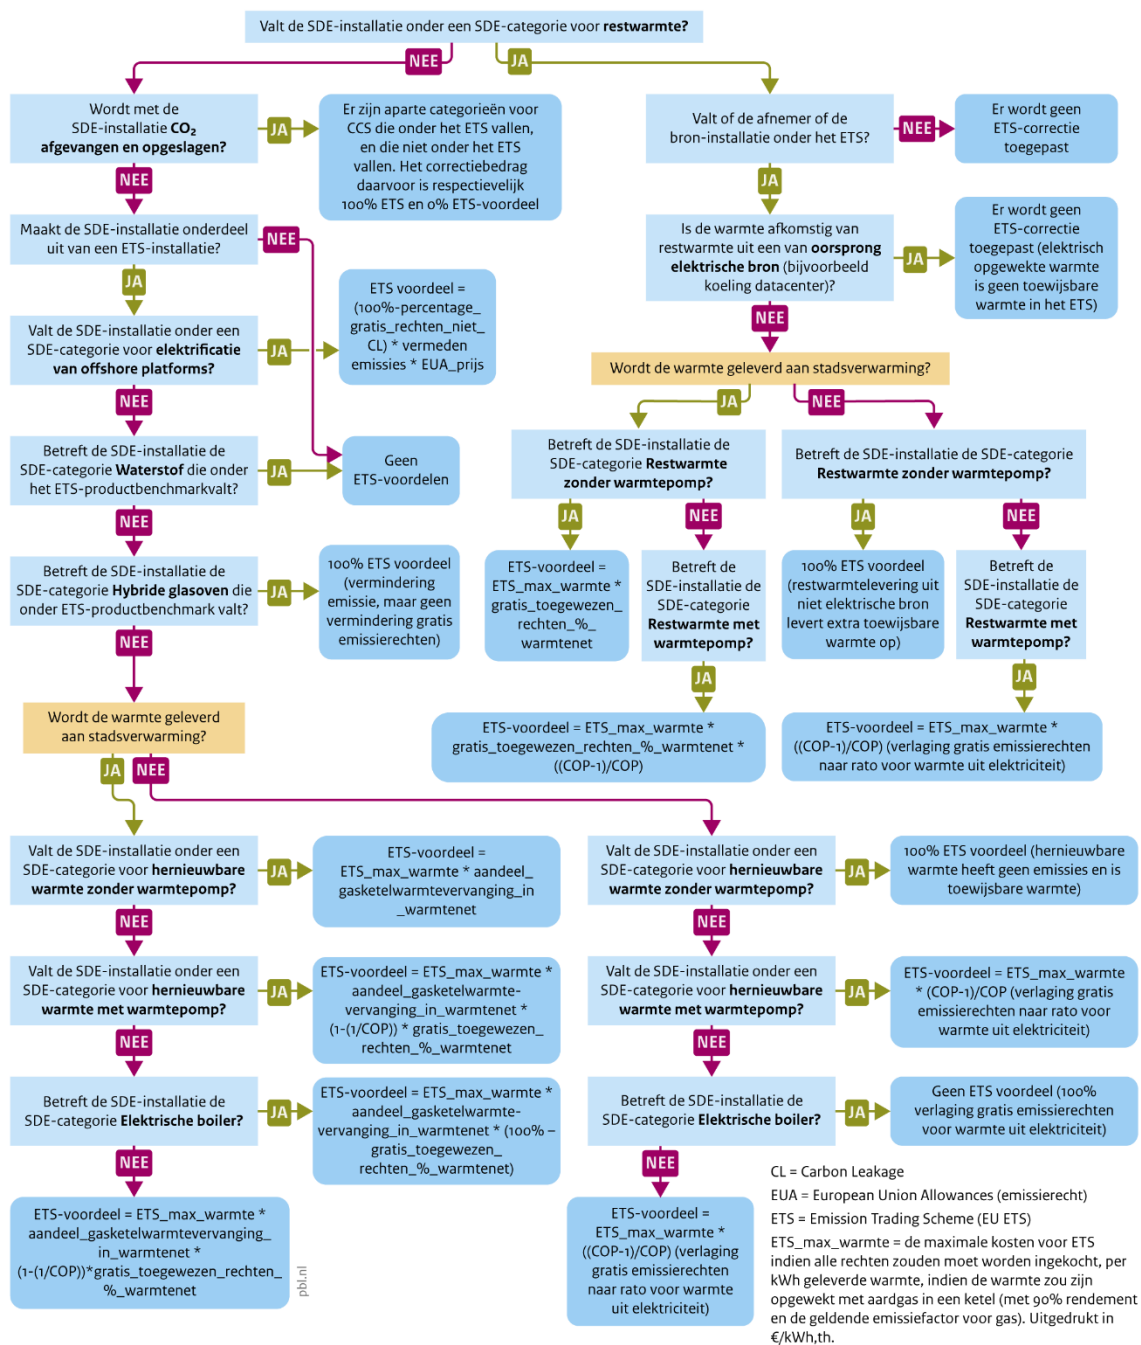 Valt de SDE-installatie onder een SDE-categorie voor restwarmte?
NEE
JA
Wordt met de
SDE-installatie CO₂
afgevangen en opgeslagen?
JA
Er zijn aparte categorieën voor
CCS die onder het ETS vallen,
en die niet onder het ETS
vallen. Het correctiebedrag
daarvoor is respectievelijk
100% ETS en 0% ETS-voordeel
NEE
Maakt de SDE-installatie onderdeel
uit van een ETS-installatie?
NEE
JA
Valt de SDE-installatie onder een
SDE-categorie voor elektrificatie
van offshore platforms?
JA
ETS voordeel =
(100%-percentage_
gratis_rechten_niet_
CL) * vermeden
emissies * EUA_prijs
NEE
Betreft de SDE-installatie de
SDE-categorie Waterstof die onder
het ETS-productbenchmarkvalt?
JA
Geen
ETS-voordelen
NEE
Betreft de SDE-installatie de
SDE-categorie Hybride glasoven die
onder ETS-productbenchmark valt?
JA
100% ETS voordeel
(vermindering
emissie, maar geen
vermindering gratis
emissierechten)
NEE
Wordt de warmte geleverd
aan stadsverwarming?
JA
NEE
Valt of de afnemer of de
bron-installatie onder het ETS?
NEE
Er wordt geen
ETS-correctie
toegepast
JA
Is de warmte afkomstig van
restwarmte uit een van oorsprong
elektrische bron (bijvoorbeeld
koeling datacenter)?
JA
Er wordt geen
ETS-correctie
toegepast (elektrisch
opgewekte warmte
is geen toewijsbare
warmte in het ETS)
NEE
Wordt de warmte geleverd aan stadsverwarming?
JA
NEE
Betreft de SDE-installatie de
SDE-categorie Restwarmte
zonder warmtepomp?
JA
NEE
ETS-voordeel =
ETS_max_warmte *
gratis_toegewezen_
rechten_%_
warmtenet
Betreft de
SDE-installatie de
SDE-categorie
Restwarmte met
warmtepomp?
JA
ETS-voordeel = ETS_max_warmte *
gratis_toegewezen_rechten_%_warmtenet *
((COP-1)/COP)
Betreft de SDE-installatie de SDE-categorie
Restwarmte zonder warmtepomp?
JA
NEE
100% ETS voordeel
(restwarmtelevering uit
niet elektrische bron
levert extra toewijsbare
warmte op)
Betreft de
SDE-installatie de
SDE-categorie
Restwarmte met
warmtepomp?
JA
ETS-voordeel = ETS_max_warmte *
((COP-1)/COP) (verlaging gratis emissierechten
naar rato voor warmte uit elektriciteit)
Valt de SDE-installatie onder een
SDE-categorie voor hernieuwbare
warmte zonder warmtepomp?
JA
ETS-voordeel =
ETS_max_warmte * aandeel_
gasketelwarmtevervanging_in
_warmtenet
NEE
Valt de SDE-installatie onder een
SDE-categorie voor hernieuwbare
warmte met warmtepomp?
JA
ETS-voordeel = ETS_max_warmte *
aandeel_gasketelwarmte-
vervanging_in_warmtenet *
(1-(1/COP)) * gratis_toegewezen_
rechten_%_warmtenet
NEE
Betreft de SDE-installatie de
SDE-categorie Elektrische boiler?
JA
ETS-voordeel = ETS_max_warmte *
aandeel_gasketelwarmte-
vervanging_in_warmtenet * (100% –
gratis_toegewezen_
rechten_%_warmtenet)
NEE
ETS-voordeel = ETS_max_warmte *
aandeel_gasketelwarmtevervanging_
in_warmtenet *
(1-(1/COP))*gratis_toegewezen_rechten_
%_warmtenet
pbl.nl
Valt de SDE-installatie onder een
SDE-categorie voor hernieuwbare
warmte zonder warmtepomp?
JA
100% ETS voordeel (hernieuwbare
warmte heeft geen emissies en is
toewijsbare warmte)
NEE
Valt de SDE-installatie onder een
SDE-categorie voor hernieuwbare
warmte met warmtepomp?
JA
ETS-voordeel = ETS_max_warmte
* (COP-1)/COP (verlaging gratis
emissierechten naar rato voor
warmte uit elektriciteit)
NEE
Betreft de SDE-installatie de
SDE-categorie Elektrische boiler?
JA
Geen ETS voordeel (100%
verlaging gratis emissierechten
voor warmte uit elektriciteit)
NEE
ETS-voordeel =
ETS_max_warmte *
((COP-1)/COP) (verlaging
gratis emissierechten
naar rato voor warmte
uit elektriciteit)
CL = Carbon Leakage
EUA = European Union Allowances (emissierecht)
ETS = Emission Trading Scheme (EU ETS)
ETS_max_warmte = de maximale kosten voor ETS
indien alle rechten zouden moet worden ingekocht, per
kWh geleverde warmte, indien de warmte zou zijn
opgewekt met aardgas in een ketel (met 90% rendement
en de geldende emissiefactor voor gas). Uitgedrukt in
€/kWh,th.